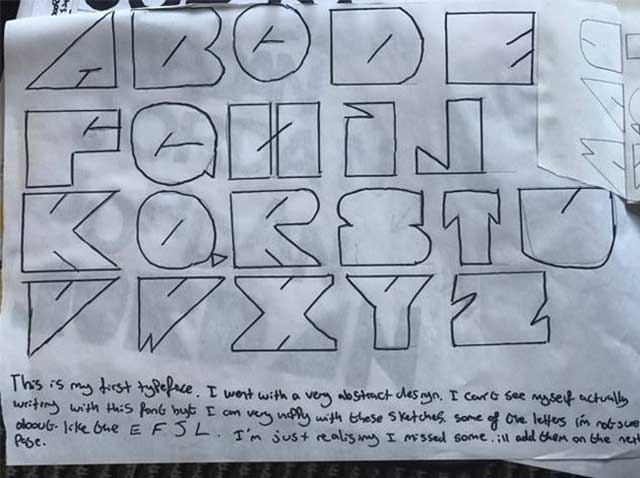 A B C D E
F G H I J
K Q R S T U
V W X Y Z
This is my first typeface. I went with a very abstract design. I can't see myself actually
writing with this font but I am very happy with these sketches. some of the letters i'm not sure
about like the E F J L. I'm just realising I missed some. ill add them on the next
Page.